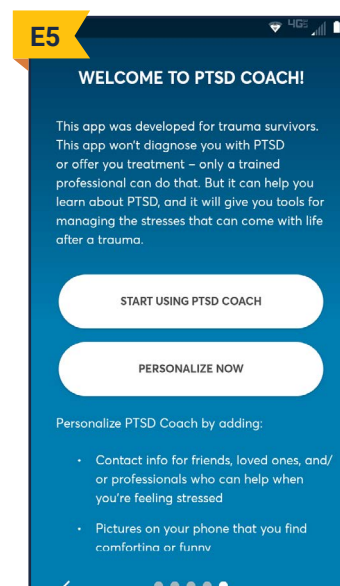 E5
4GE
WELCOME TO PTSD COACH!
This app was developed for trauma survivors.
This app won't diagnose you with PTSD
or offer you treatment – only a trained
professional can do that. But it can help you
learn about PTSD, and it will give you tools for
managing the stresses that can come with life
after a trauma.
START USING PTSD COACH
PERSONALIZE NOW
Personalize PTSD Coach by adding:
• Contact info for friends, loved ones, and/
or professionals who can help when
you're feeling stressed
• Pictures on your phone that you find
comforting or funny